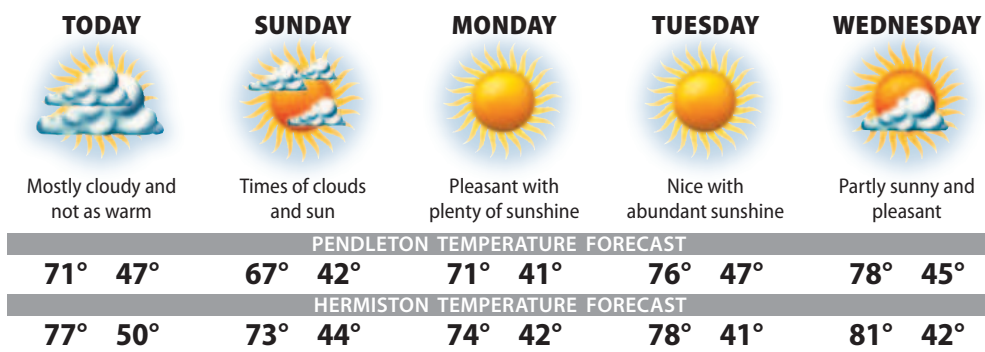 TODAY SUNDAY MONDAY TUESDAY WEDNESDAY
Mostly cloudy and Times of clouds Pleasant with Nice with Partly sunny and
not as warm and sun plenty of sunshine abundant sunshine pleasant
PENDLETON TEMPERATURE FORECAST
71° 47° 67° 42° 71° 41° 76° 47° 78° 45°
HERMISTON TEMPERATURE FORECAST
77° 50° 73° 44° 74° 42° 78° 41° 81° 42°